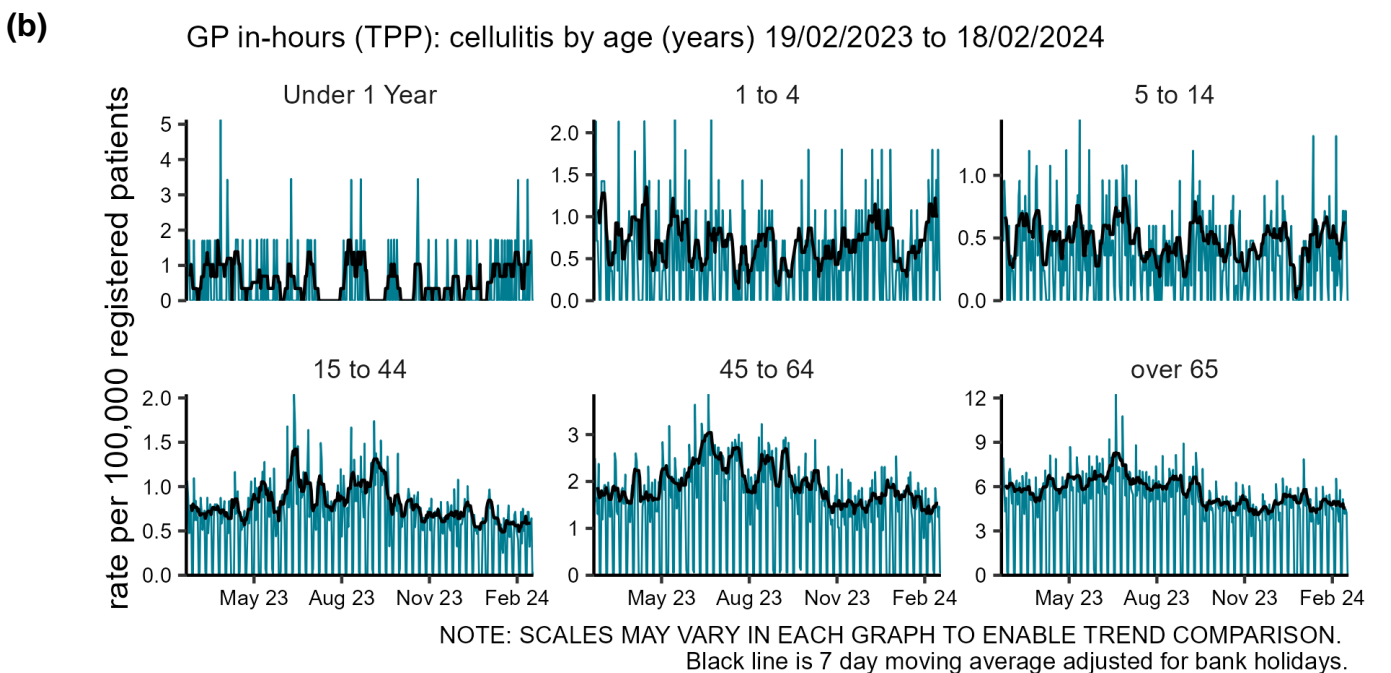 (b)
GP in-hours (TPP): cellulitis by age (years) 19/02/2023 to 18/02/2024
rate per 100,000 registered patients
Under 1 Year
5
4
3
2
1
0
1 to 4
2.0
1.5
1.0
0.5
0.0
5 to 14
1.0
0.5
0.0
15 to 44
2.0
1.5
1.0
0.5
0.0
May 23 Aug 23 Nov 23 Feb 24
45 to 64
3
2
1
0
May 23 Aug 23 Nov 23 Feb 24
over 65
12
9
6
3
0
May 23 Aug 23 Nov 23 Feb 24
NOTE: SCALES MAY VARY IN EACH GRAPH TO ENABLE TREND COMPARISON.
Black line is 7 day moving average adjusted for bank holidays.